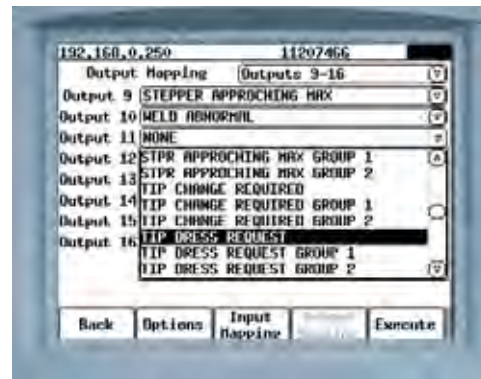 192.168.0.250 11207466
Output Mapping Outputs 9-16
Output 9 STEPPER APPROCHING MAX
Output 10 WELD ABNORMAL
Output 11 NONE
Output 12 STPR APPROCHING MAX GROUP 1
Output 13 STPR APPROCHING MAX GROUP 2
TIP CHANGE REQUIRED
Output 14 TIP CHANGE REQUIRED GROUP 1
Output 15 TIP CHANGE REQUIRED GROUP 2
Output 16 TIP DRESS REQUEST
TIP DRESS REQUEST GROUP 1
TIP DRESS REQUEST GROUP 2
Back Options Input Mapping Execute